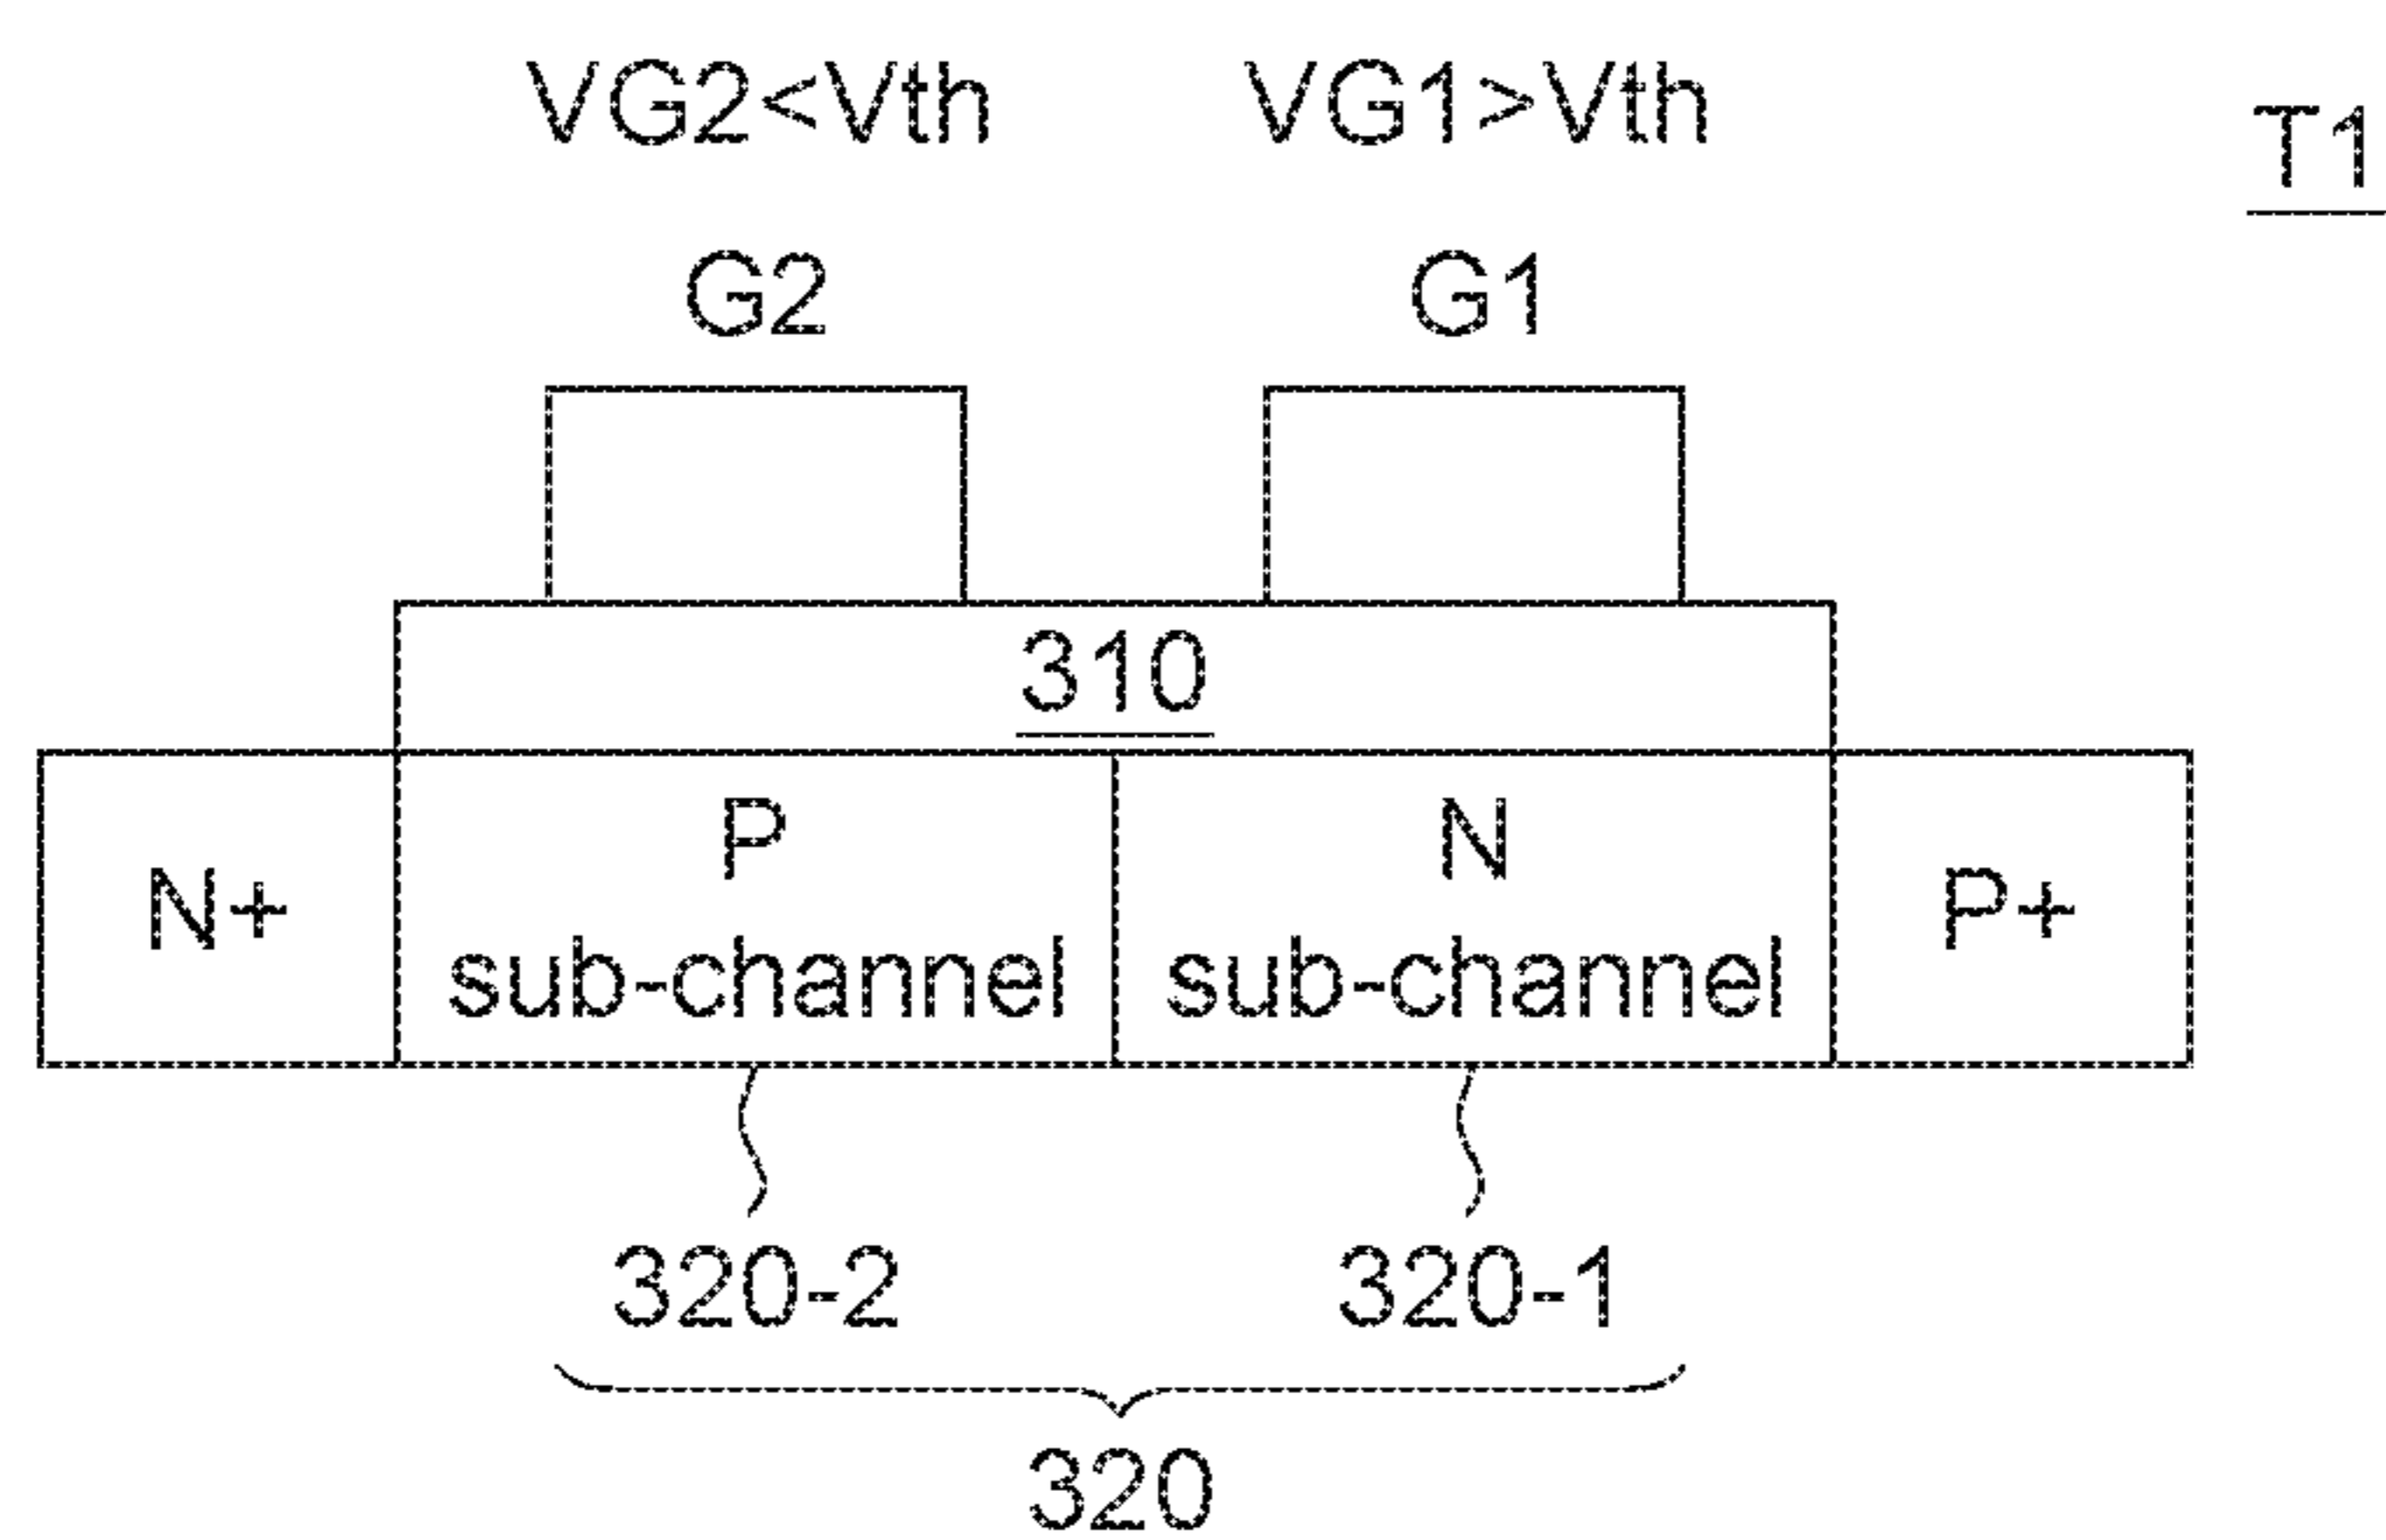 VG2<Vth VG1>Vth
T1
G2 G1
310
P N
N+ P+
sub-channel sub-channel
320-2 320-1
320